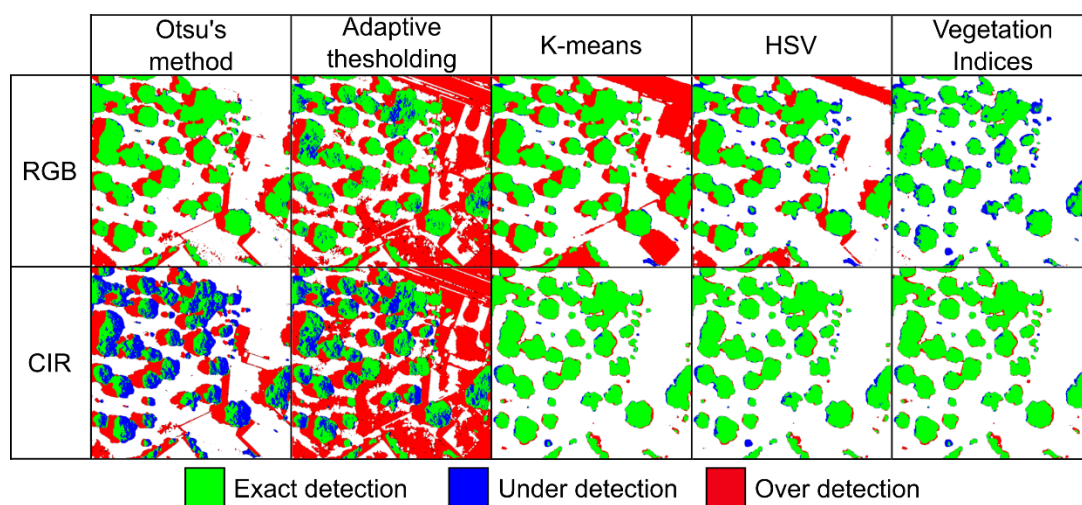 Otsu's
method
Adaptive
thesholding
K-means
HSV
Vegetation
Indices
RGB
CIR
Exact detection
Under detection
Over detection